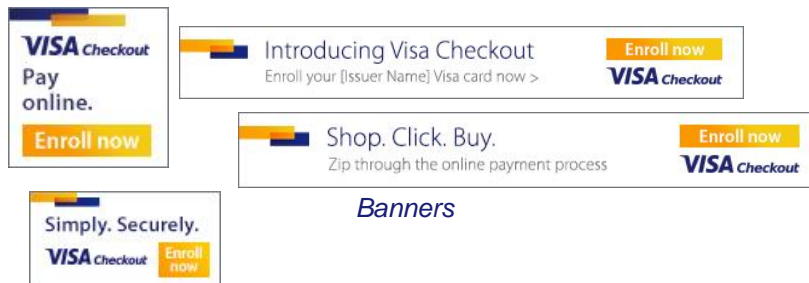 VISA Checkout
Pay
online.
Enroll now
Introducing Visa Checkout
Enroll your [Issuer Name] Visa card now >
Enroll now
VISA Checkout
Shop. Click. Buy.
Zip through the online payment process
Enroll now
VISA Checkout
Banners
Simply. Securely.
VISA Checkout
Enroll
now